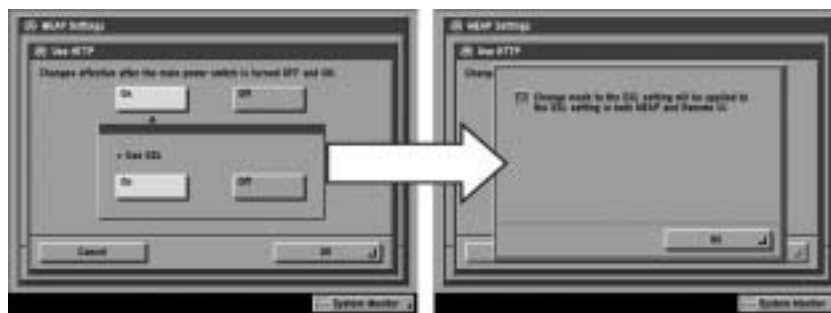 MEAP Settings
Use HTTP
Changes effective after the main power switch is turned OFF and ON.
On
Off
• Use SSL
On
Off
Cancel
OK
System Monitor
MEAP Settings
Use HTTP
Chang
Change made to the SSL setting will be applied to
the SSL setting in both MEAP and Remote UI.
OK
System Monitor